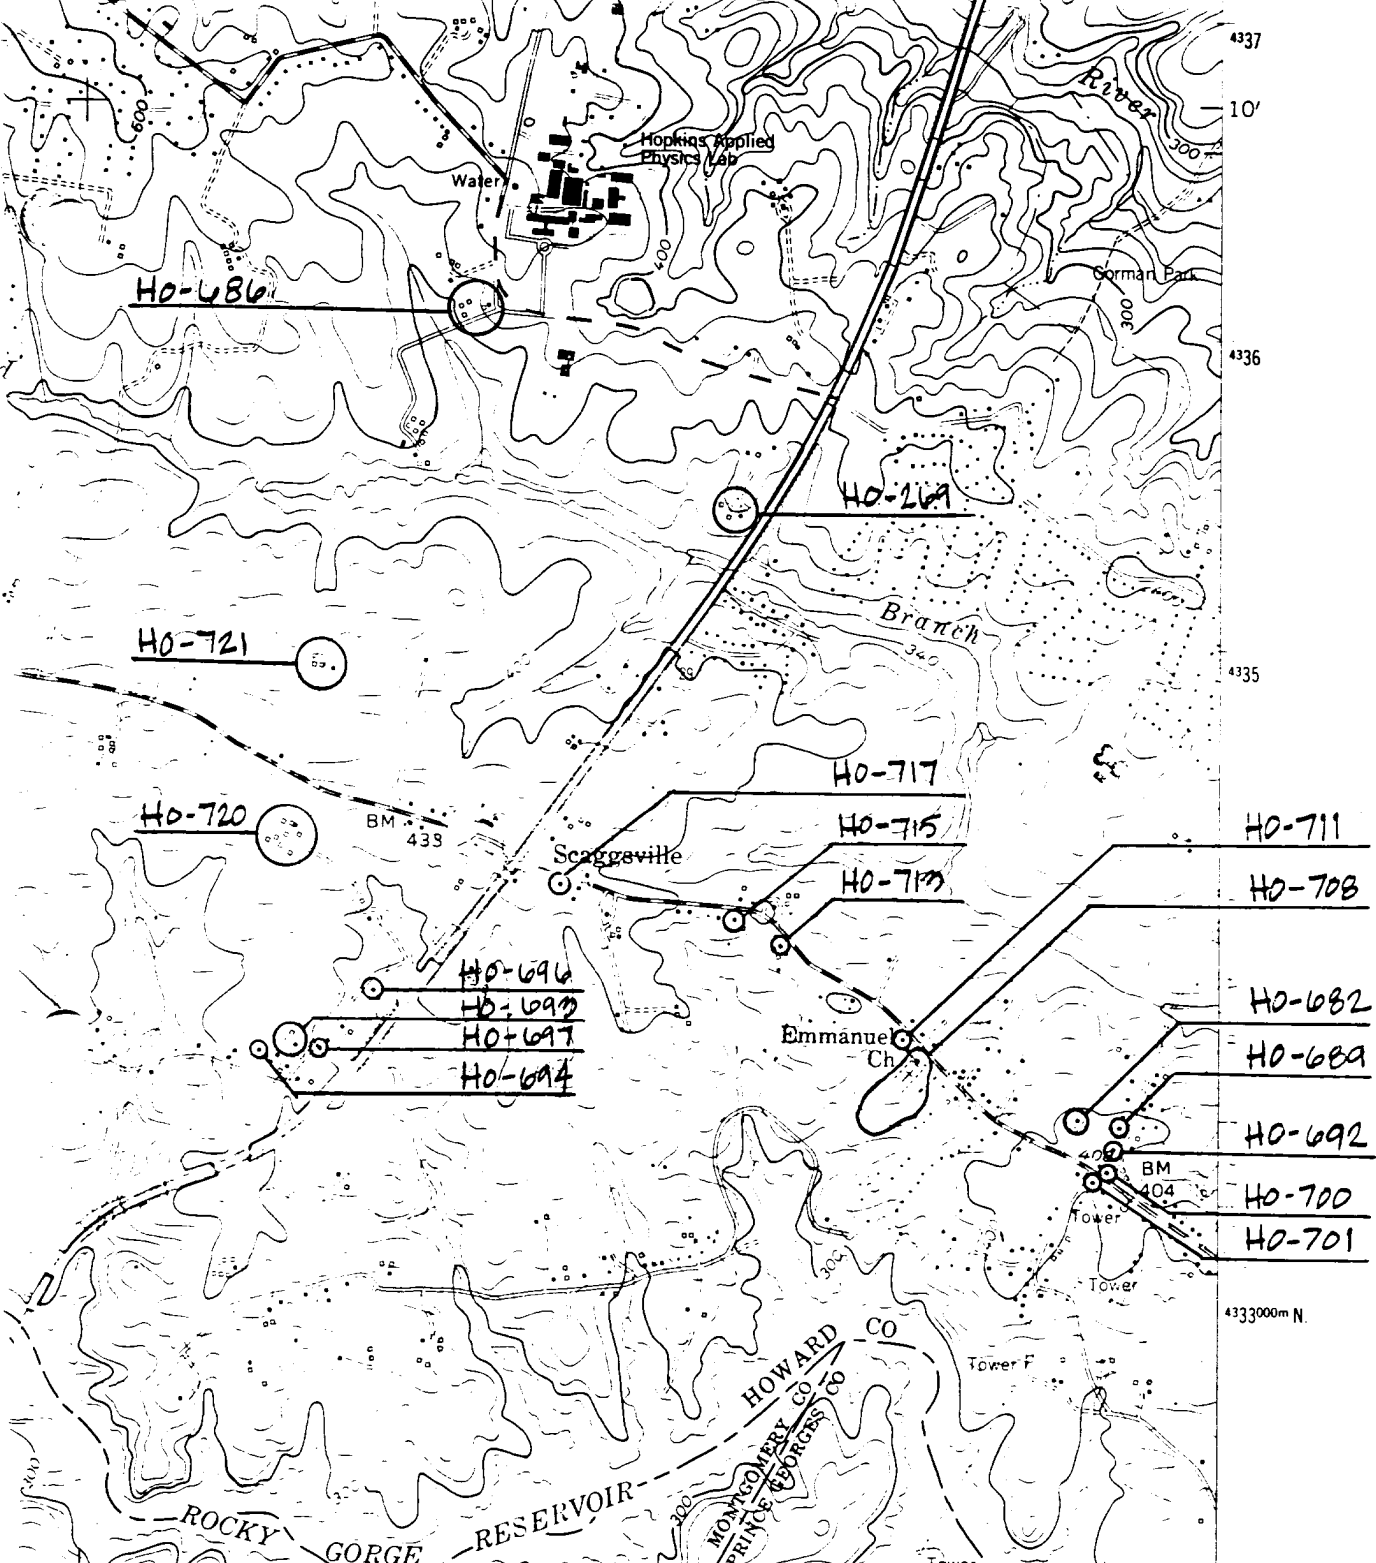 4337
River
10'
600
Hopkins Applied
Physics Lab
300
Water
400
Gorman Park
HO-686
300
4336
HO-269
Branch
340
HO-721
4335
HO-717
HO-720
BM
433
HO-715
HO-711
Scaggsville
HO-713
HO-708
HO-696
HO-693
HO-697
HO-694
HO-682
Emmanuel
Ch
HO-689
HO-692
BM
404
HO-700
Tower
HO-701
300
Tower
4333000m N.
HOWARD CO
Tower
MONTGOMERY CO
PRINCE GEORGES CO
300
300
ROCKY GORGE RESERVOIR
Tower